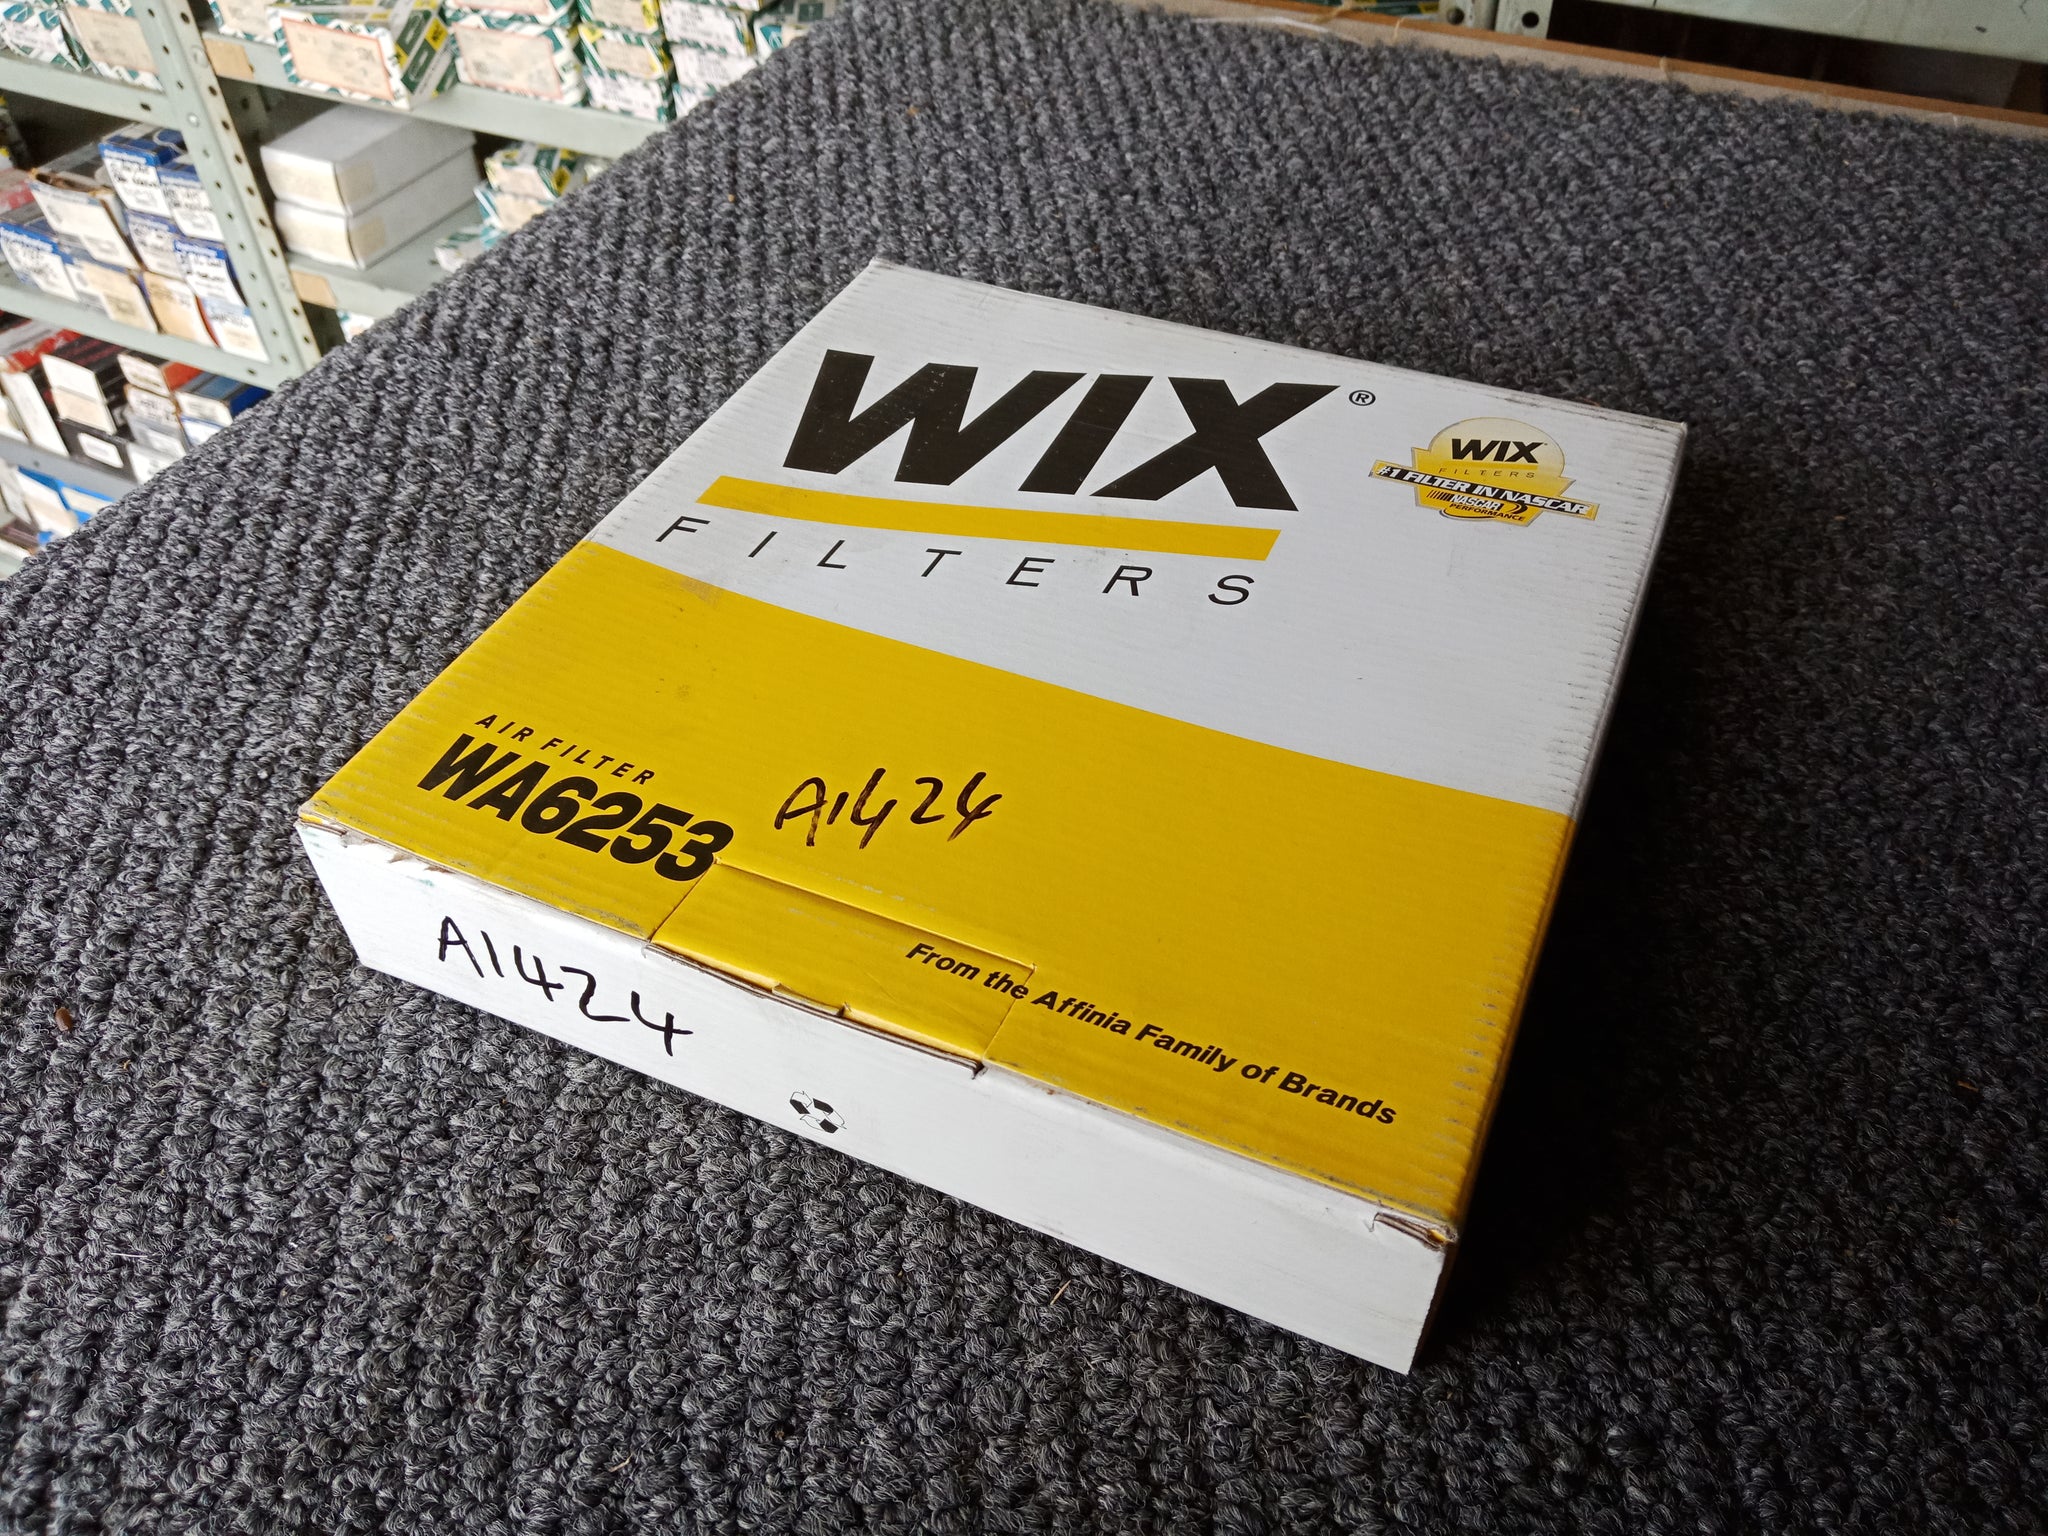 WIX®
FILTERS
WIX
FILTERS
#1 FILTER IN NASCAR
NASCAR
PERFORMANCE
AIR FILTER
WA6253 A1424
From the Affinia Family of Brands
A1424